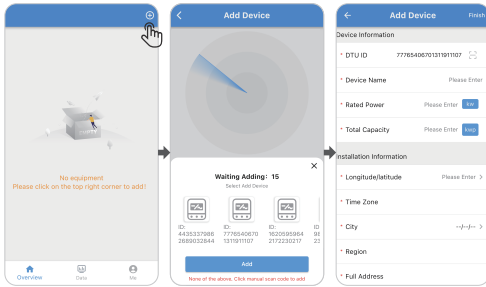 No equipment
Please click on the top right corner to add!
Overview
Data
Me
Add Device
Waiting Adding: 15
Select Add Device
ID:
4435337986
2689032844
ID:
7776540670
1311911107
ID:
1620595984
2172230217
ID
Add
None of the above, Click manual scan code to add
Add Device
Finish
Device Information
* DTU ID 77765406701311911107
* Device Name Please Enter
* Rated Power Please Enter kw
* Total Capacity Please Enter kwp
Installation Information
* Longitude/latitude Please Enter >
* Time Zone
* City --/--/-- >
* Region
* Full Address